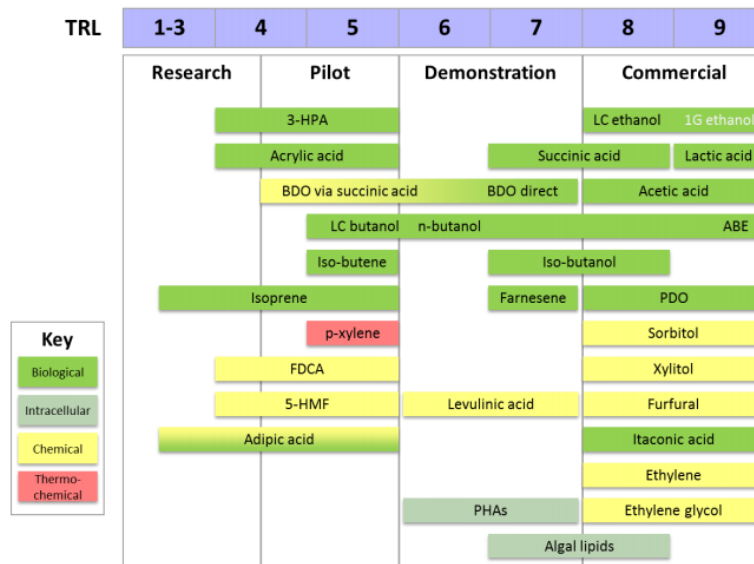 TRL 1-3 4 5 6 7 8 9
Research Pilot Demonstration Commercial
3-HPA LC ethanol 1G ethanol
Acrylic acid Succinic acid Lactic acid
BDO via succinic acid BDO direct Acetic acid
LC butanol n-butanol ABE
Iso-butene Iso-butanol
Isoprene Farnesene PDO
p-xylene Sorbitol
FDCA Xylitol
5-HMF Levulinic acid Furfural
Adipic acid Itaconic acid
Ethylene
PHAs Ethylene glycol
Algal lipids
Key
Biological
Intracellular
Chemical
Thermo-
chemical